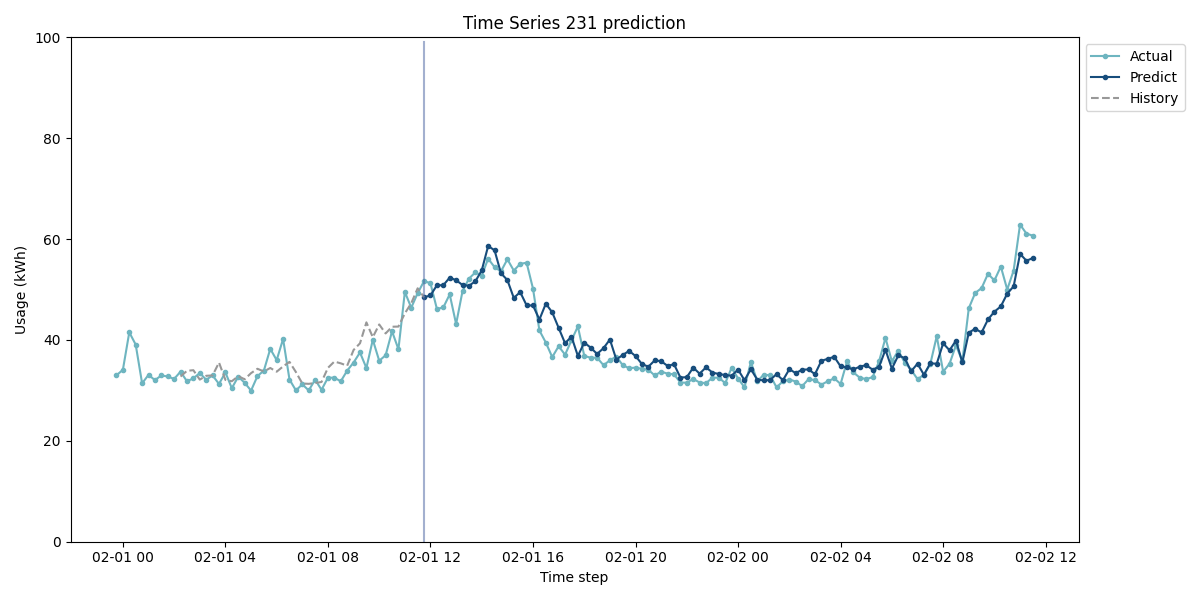 Time Series 231 prediction
Usage (kWh)
100
80
60
40
20
0
02-01 00
02-01 04
02-01 08
02-01 12
02-01 16
02-01 20
02-02 00
02-02 04
02-02 08
02-02 12
Time step
Actual
Predict
History